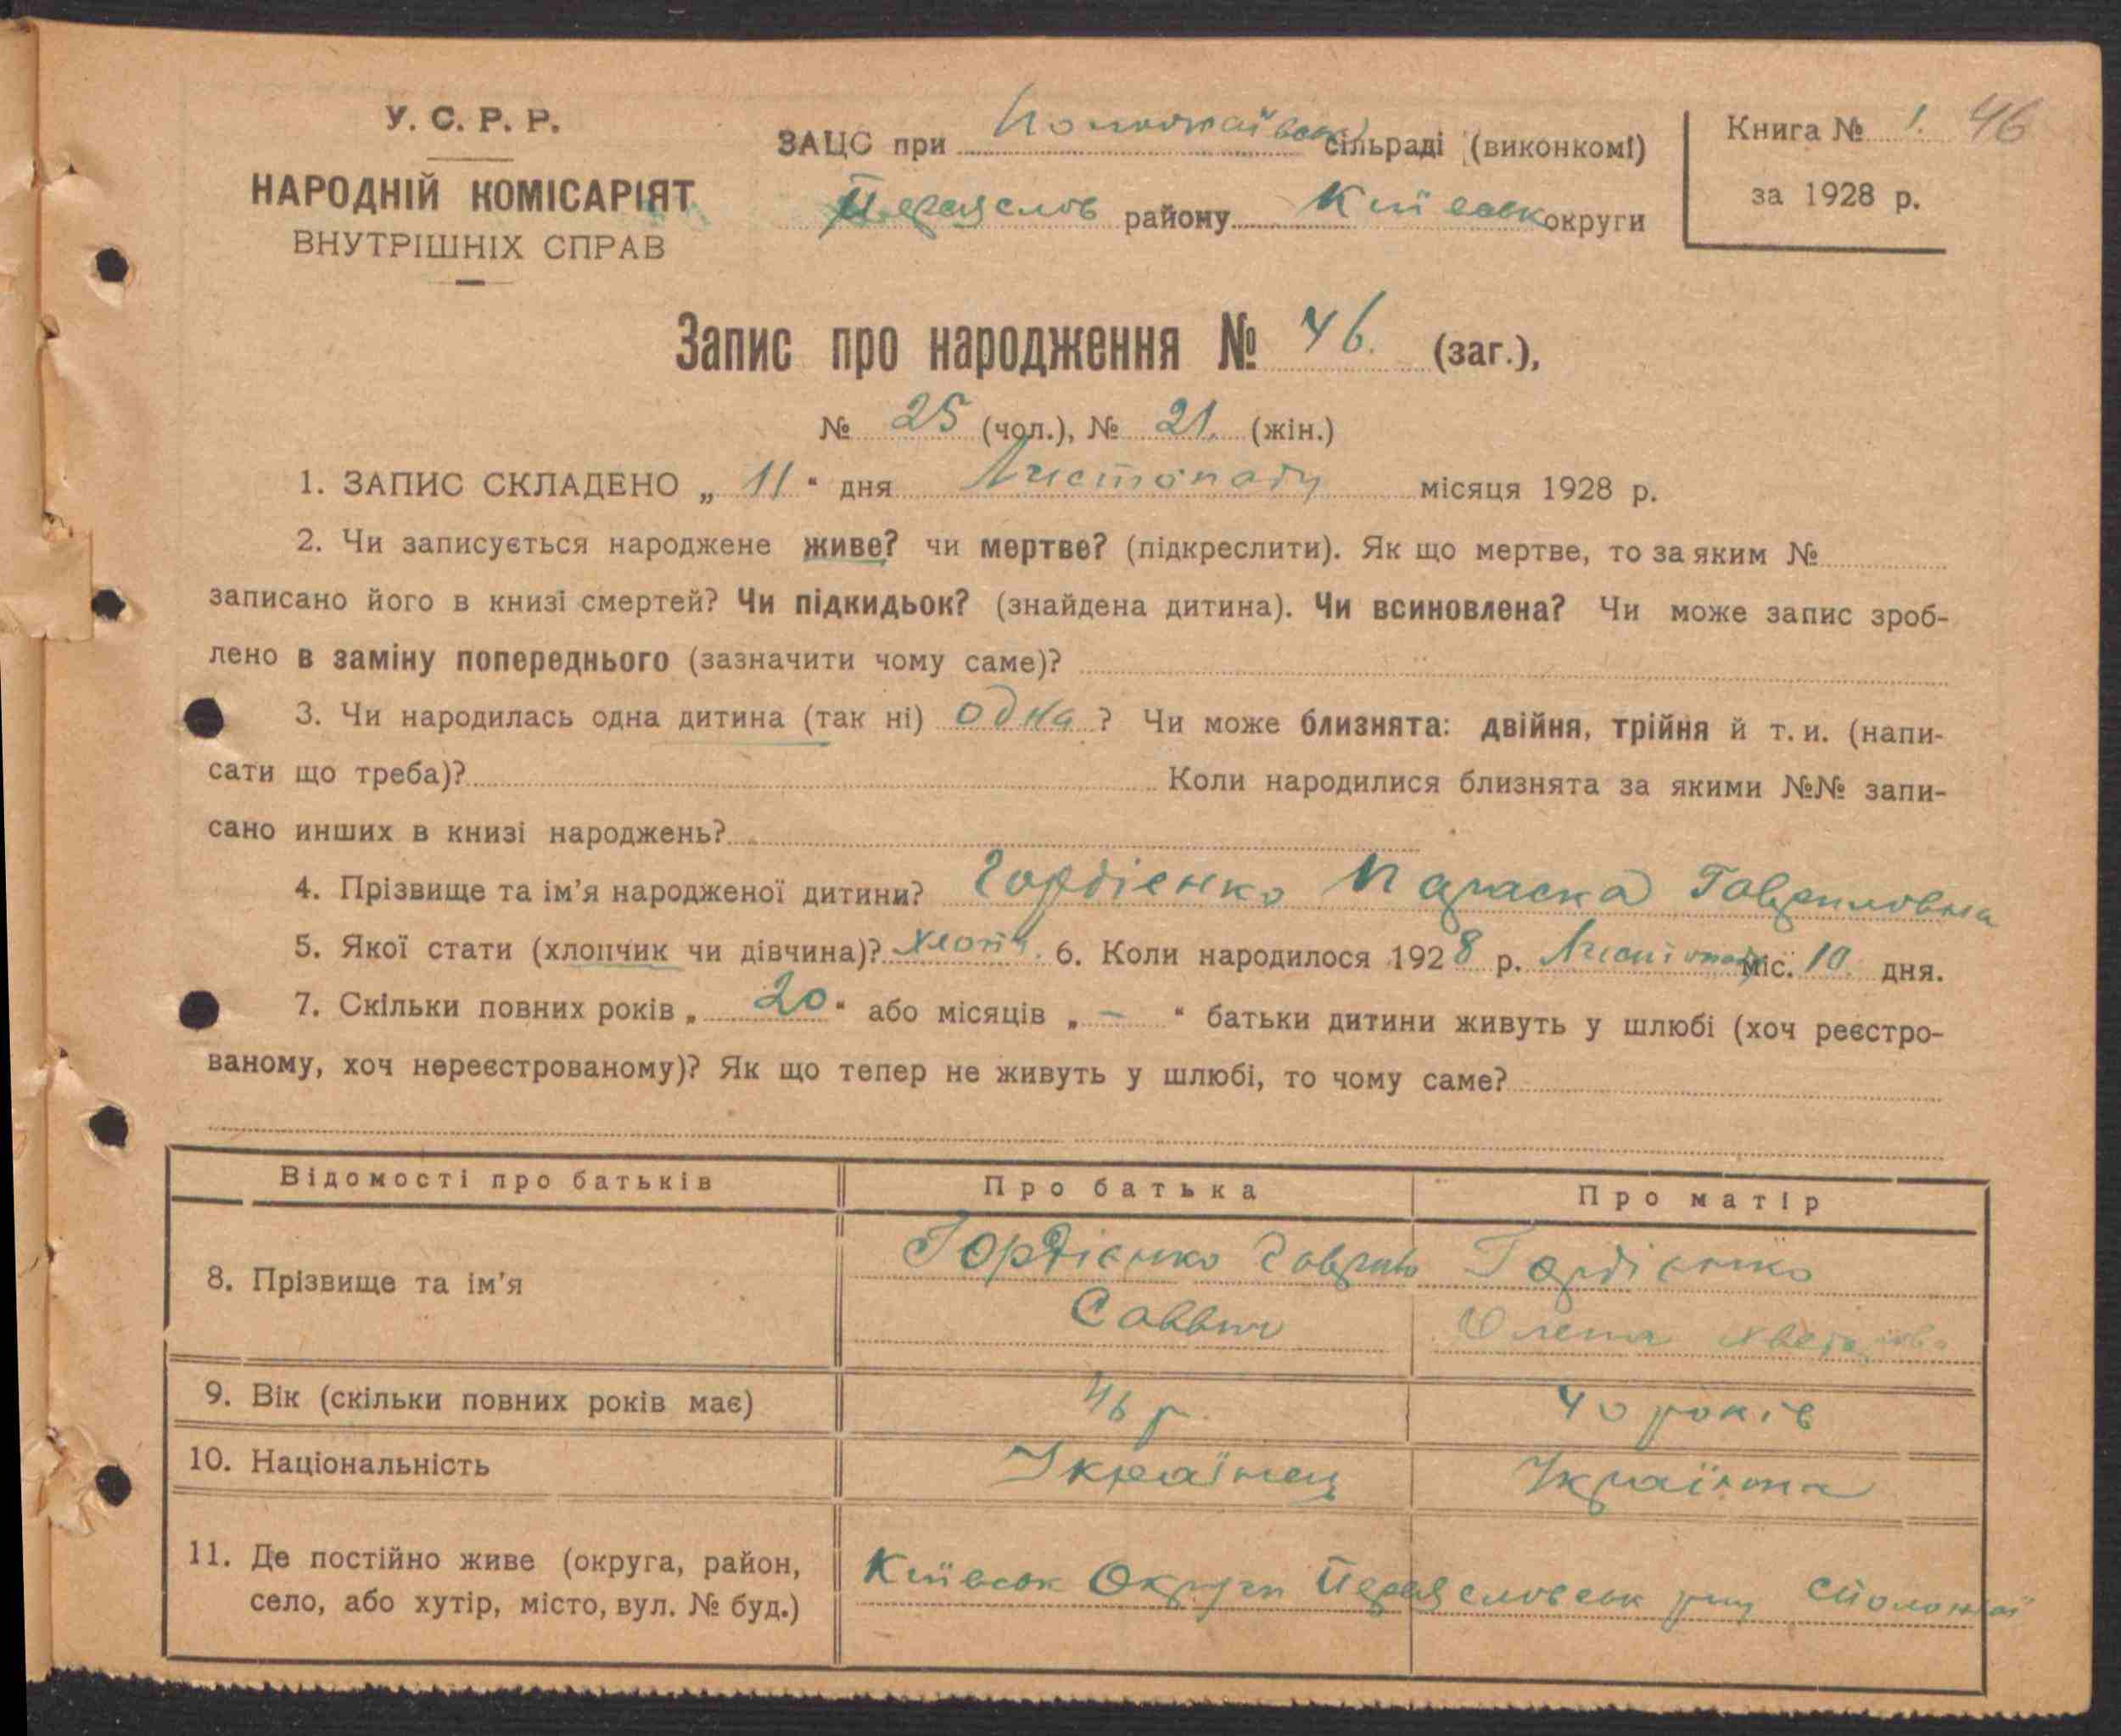 У. С. Р. Р.
НАРОДНІЙ КОМІСАРІЯТ
ВНУТРІШНІХ СПРАВ
ЗАЦС при сільраді (виконкомі)
Переяслов району Київськ округи
Книга № 1. 46
за 1928 р.
Запис про народження № 46. (заг.),
№ 25 (чол.), № 21. (жін.)
1. ЗАПИС СКЛАДЕНО „ 11 " дня Листопаду місяця 1928 р.
2. Чи записується народжене живе? чи мертве? (підкреслити). Як що мертве, то за яким №
записано його в книзі смертей? Чи підкидьок? (знайдена дитина). Чи всиновлена? Чи може запис зроб-
лено в заміну попереднього (зазначити чому саме)?
3. Чи народилась одна дитина (так ні) одна ? Чи може близнята: двійня, трійня й т. и. (напи-
сати що треба)? Коли народилися близнята за якими №№ запи-
сано инших в книзі народжень?
4. Прізвище та ім'я народженої дитини? Гордієнко Параска Гавриловна
5. Якої стати (хлопчик чи дівчина)? 6. Коли народилося 1928 р. Листопад міс. 10. дня.
7. Скільки повних років „ 20 " або місяців „ – " батьки дитини живуть у шлюбі (хоч реєстро-
ваному, хоч нереєстрованому)? Як що тепер не живуть у шлюбі, то чому саме?
Відомості про батьків Про батька Про матір
8. Прізвище та ім'я Гордієнко Гаврило Гордієнко
Саввич Олена
9. Вік (скільки повних років має) 46 р 40 років
10. Національність Українец Українка
11. Де постійно живе (округа, район,
село, або хутір, місто, вул. № буд.) Київськ Округи Переясловськ